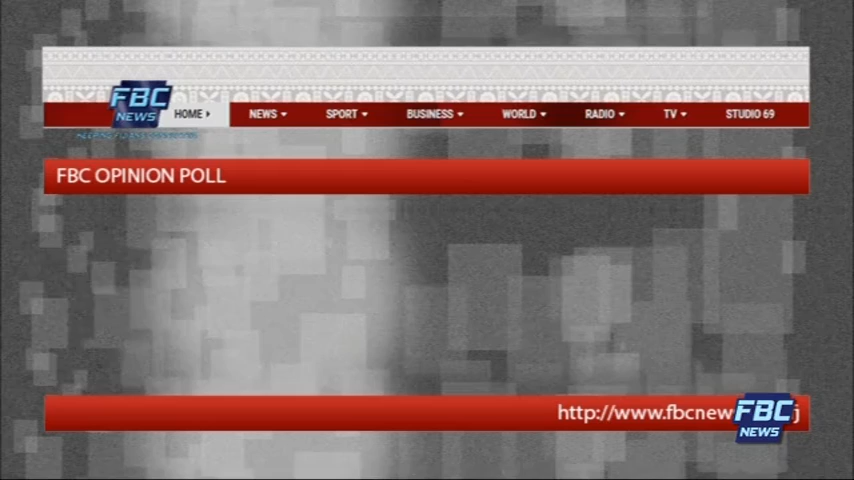 FBC
NEWS
HOME NEWS SPORT BUSINESS WORLD RADIO TV STUDIO 69
FBC OPINION POLL
http://www.fbcnew
FBC
NEWS